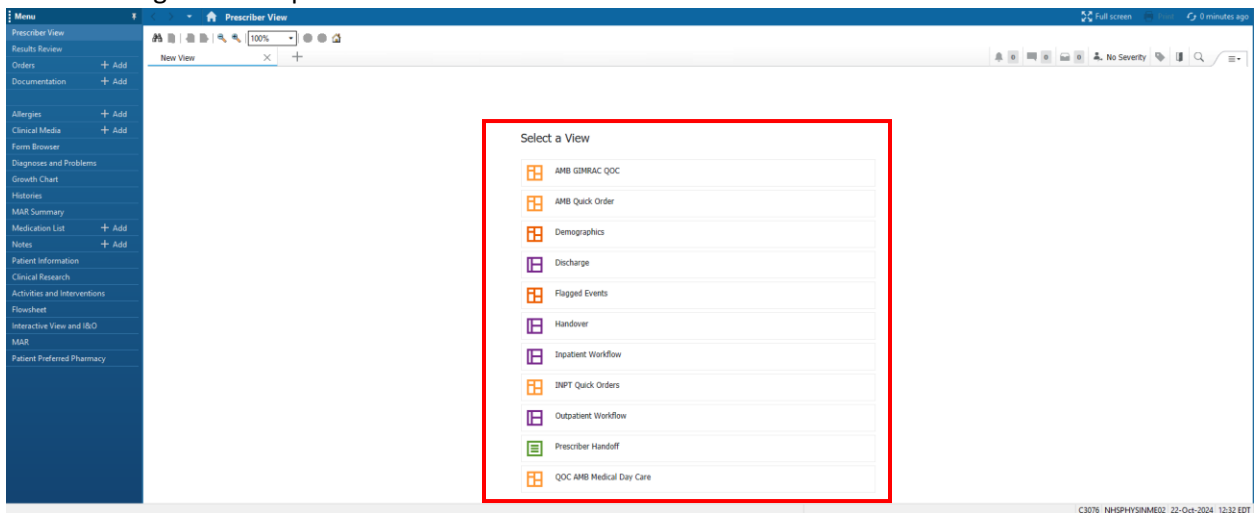 Menu
Prescriber View
Full screen
Print
0 minutes ago
Prescriber View
Results Review
Orders + Add
Documentation + Add
Allergies + Add
Clinical Media + Add
Form Browser
Diagnoses and Problems
Growth Chart
Histories
MAR Summary
Medication List + Add
Notes + Add
Patient Information
Clinical Research
Activities and Interventions
Flowsheet
Interactive View and I&O
MAR
Patient Preferred Pharmacy
100%
New View
0
0
0
No Severity
Select a View
AMB GIMRAC QOC
AMB Quick Order
Demographics
Discharge
Flagged Events
Handover
Inpatient Workflow
INPT Quick Orders
Outpatient Workflow
Prescriber Handoff
QOC AMB Medical Day Care
C3076 NHSPHYSINME02 22-Oct-2024 12:32 EDT